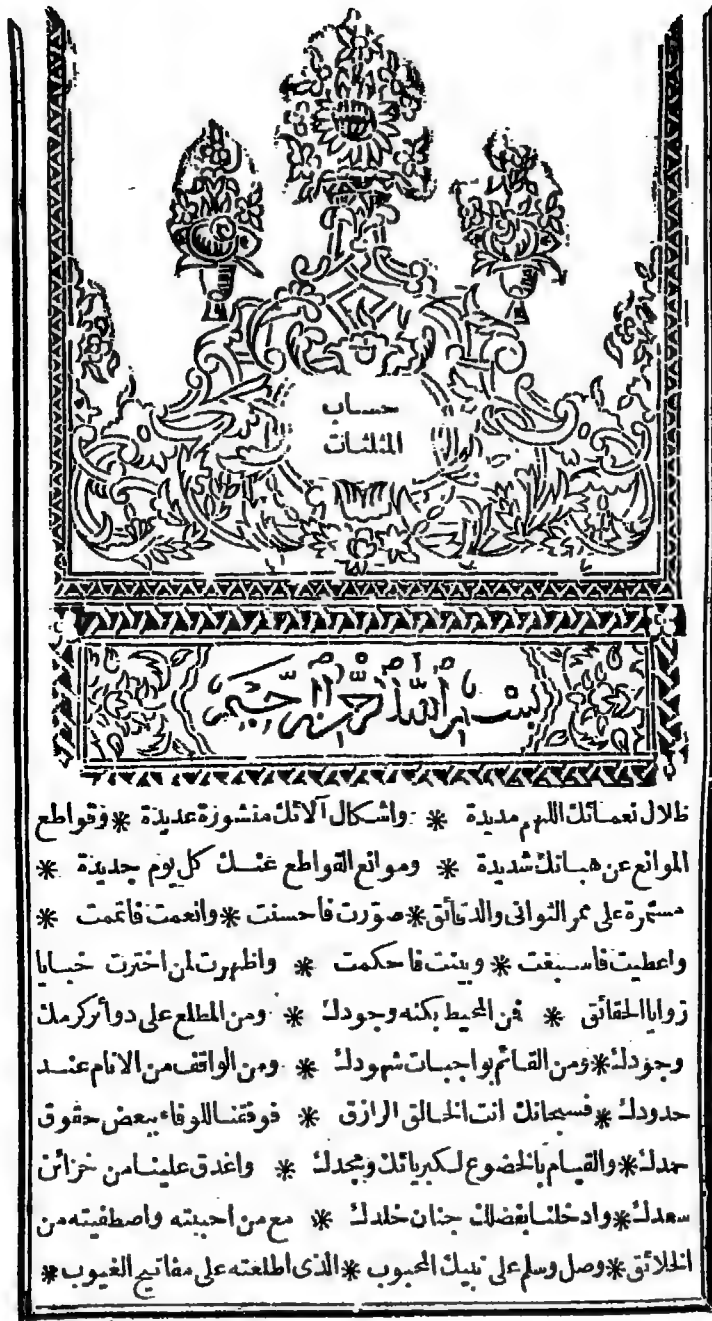 حساب
المثلثات
بسم الله الرحمن الرحيم
ظلال نعمائك اللهم مديدة * واشكال آلائك منشورة عديدة * وقواطع
الموانع عن هباتك شديدة * وموانع القواطع عنك كل يوم جديدة *
مستمرة على ممر الثوانى والدقائق * صورت فاحسنت * وانعمت فاتممت *
واعطيت فاسبغت * وبينت فاحكمت * واظهرت لمن اخترت خبايا
زوايا الحقائق * فمن المحيط بكنه وجودك * ومن المطلع على دوائر كرمك
وجودك * ومن القائم بواجبات شهودك * ومن الواقف من الانام عند
حدودك * فسبحانك انت الخالق الرازق * فوفقنا للوفاء ببعض حقوق
حمدك * والقيام بالخضوع لكبريائك ومجدك * واغدق علينا من خزائن
سعدك * وادخلنا بفضلك جنان خلدك * مع من احببته واصطفيته من
الخلائق * وصل وسلم على نبيك المحبوب * الذى اطلعته على مفاتيح الغيوب *